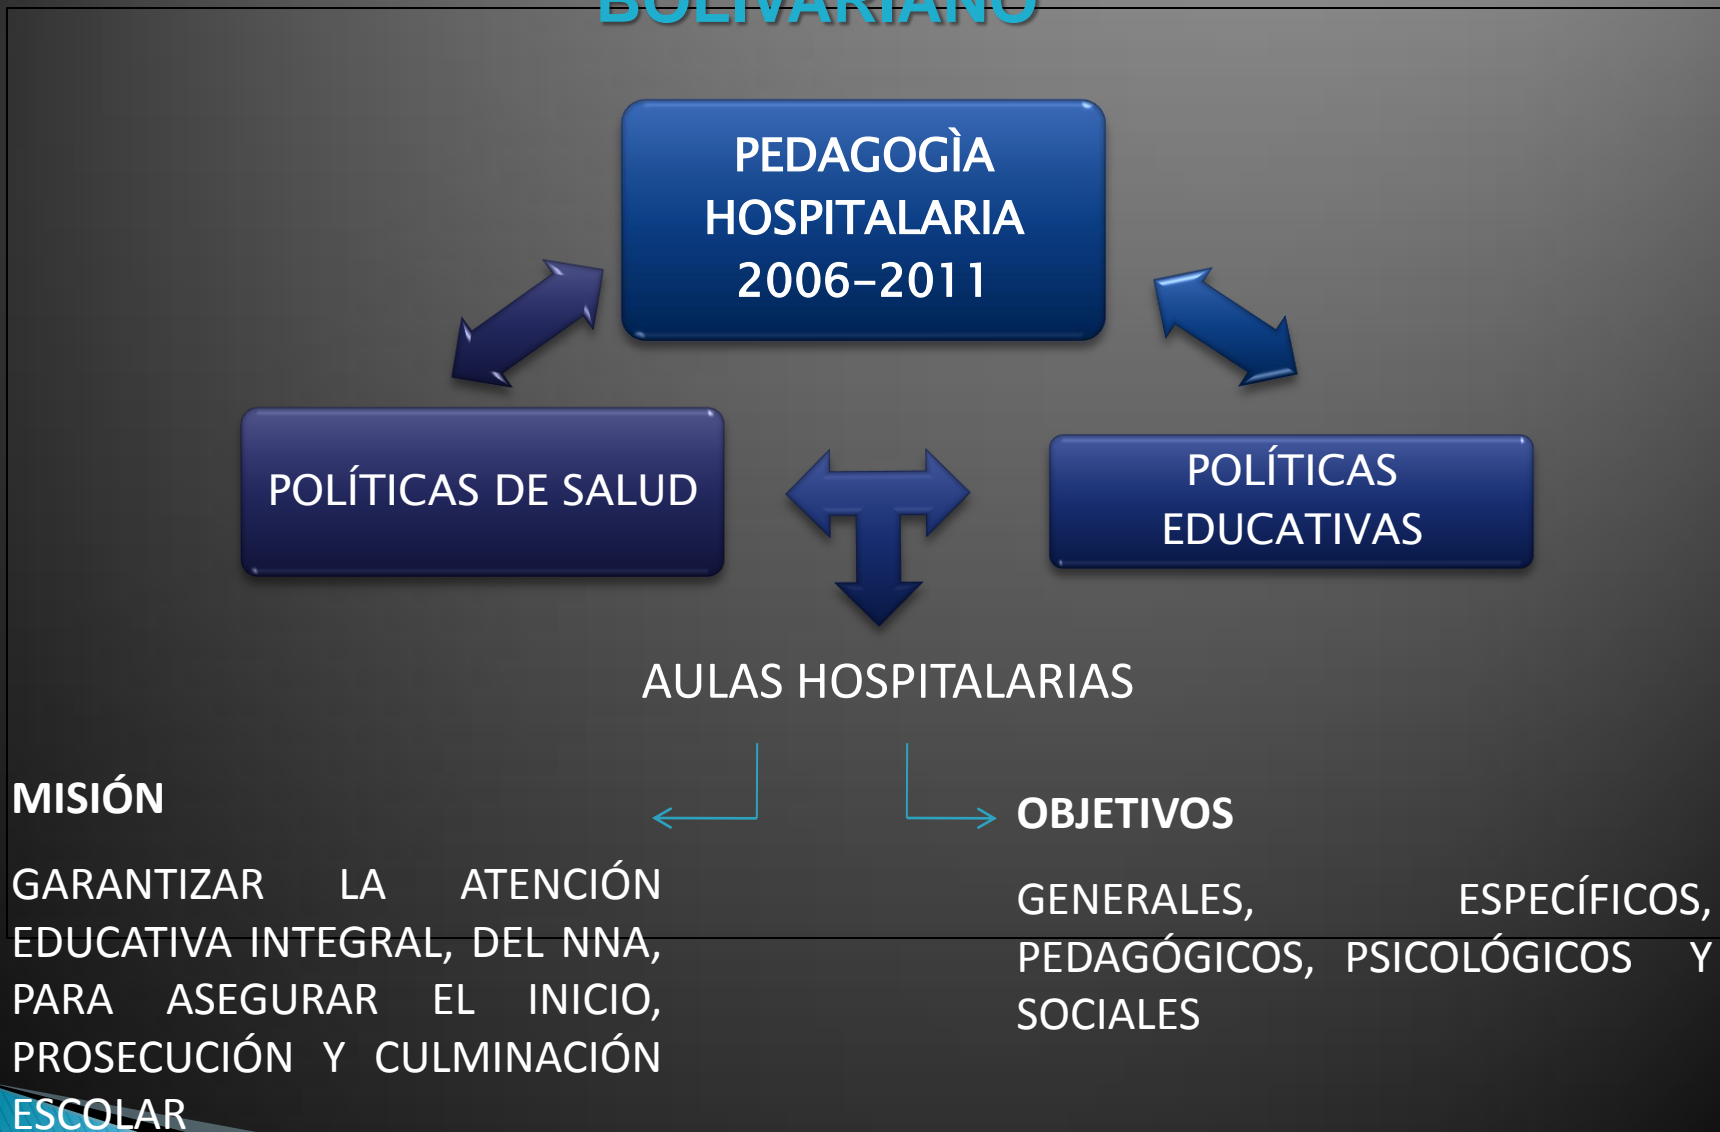 BOLIVARIANO
PEDAGOGÌA
HOSPITALARIA
2006-2011
POLÍTICAS DE SALUD
POLÍTICAS
EDUCATIVAS
AULAS HOSPITALARIAS
MISIÓN
GARANTIZAR LA ATENCIÓN
EDUCATIVA INTEGRAL, DEL NNA,
PARA ASEGURAR EL INICIO,
PROSECUCIÓN Y CULMINACIÓN
ESCOLAR
OBJETIVOS
GENERALES, ESPECÍFICOS,
PEDAGÓGICOS, PSICOLÓGICOS Y
SOCIALES